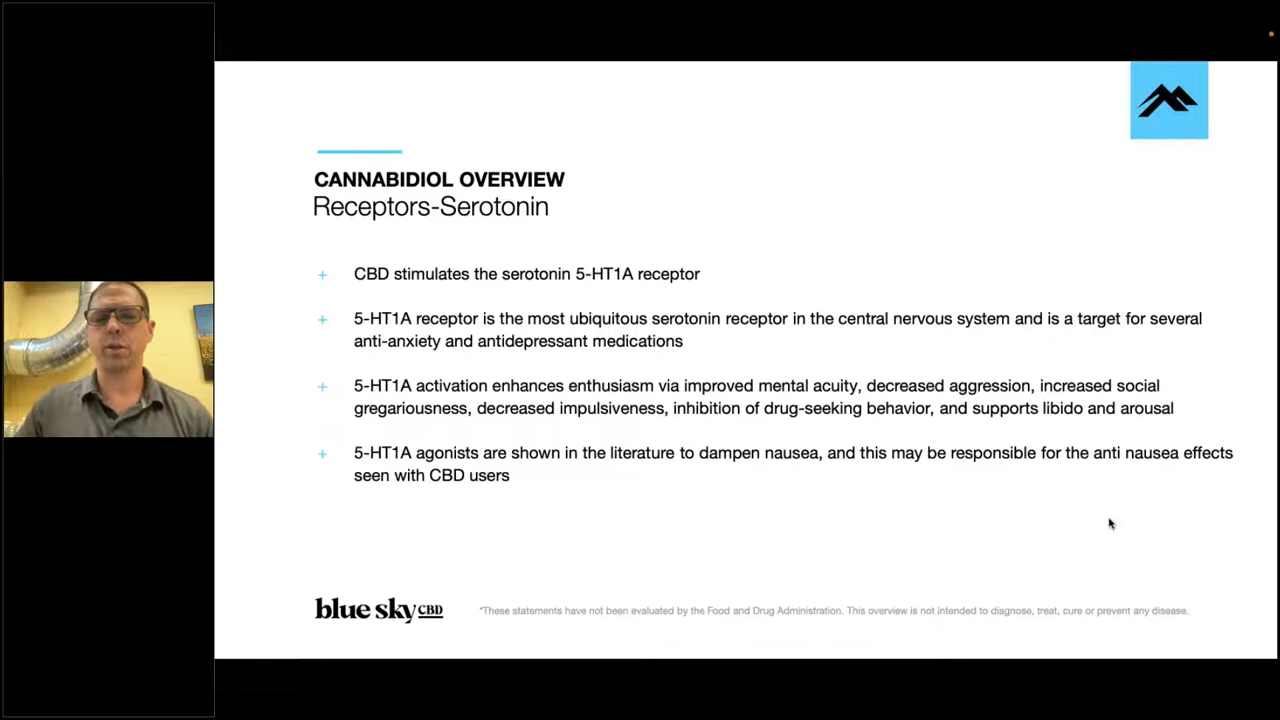 CANNABIDIOL OVERVIEW
Receptors-Serotonin
+ CBD stimulates the serotonin 5-HT1A receptor
+ 5-HT1A receptor is the most ubiquitous serotonin receptor in the central nervous system and is a target for several
anti-anxiety and antidepressant medications
+ 5-HT1A activation enhances enthusiasm via improved mental acuity, decreased aggression, increased social
gregariousness, decreased impulsiveness, inhibition of drug-seeking behavior, and supports libido and arousal
+ 5-HT1A agonists are shown in the literature to dampen nausea, and this may be responsible for the anti nausea effects
seen with CBD users
blue sky CBD
*These statements have not been evaluated by the Food and Drug Administration. This overview is not intended to diagnose, treat, cure or prevent any disease.